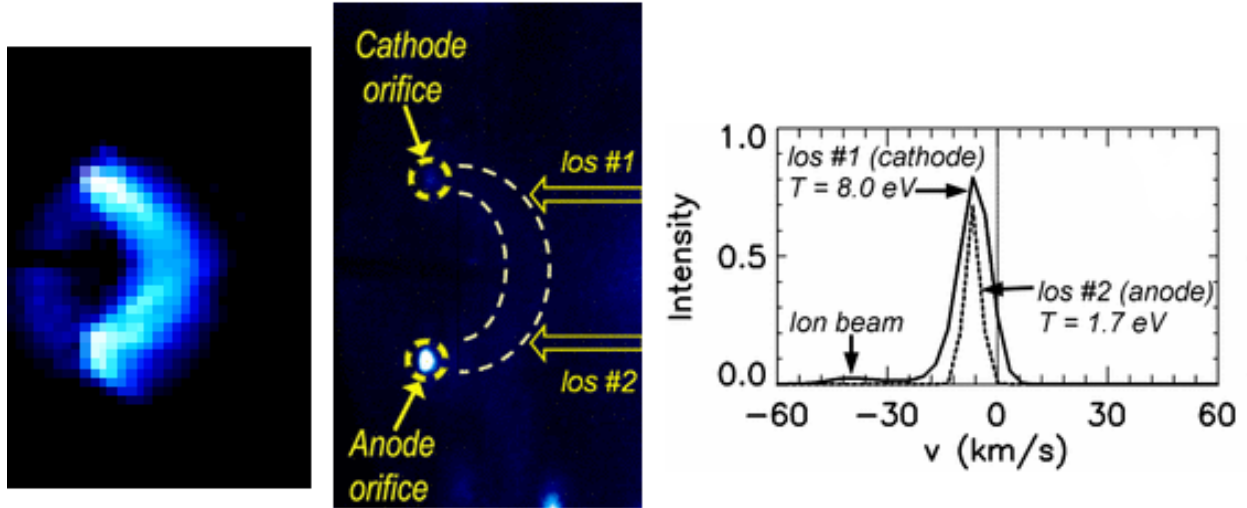 Cathode
orifice
los #1
los #2
Anode
orifice
1.0
los #1 (cathode)
T = 8.0 eV
Intensity
0.5
los #2 (anode)
T = 1.7 eV
Ion beam
0.0
−60 −30 0 30 60
v (km/s)